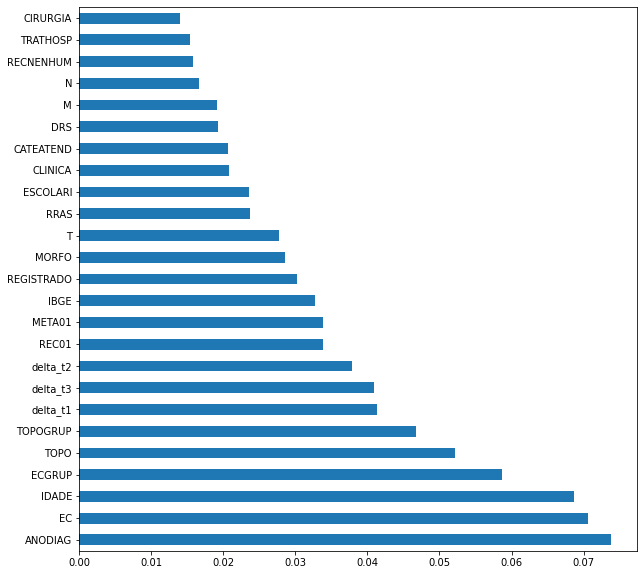 CIRURGIA
TRATHOSP
RECNENHUM
N
M
DRS
CATEATEND
CLINICA
ESCOLARI
RRAS
T
MORFO
REGISTRADO
IBGE
META01
REC01
delta_t2
delta_t3
delta_t1
TOPOGRUP
TOPO
ECGRUP
IDADE
EC
ANODIAG
0.00 0.01 0.02 0.03 0.04 0.05 0.06 0.07